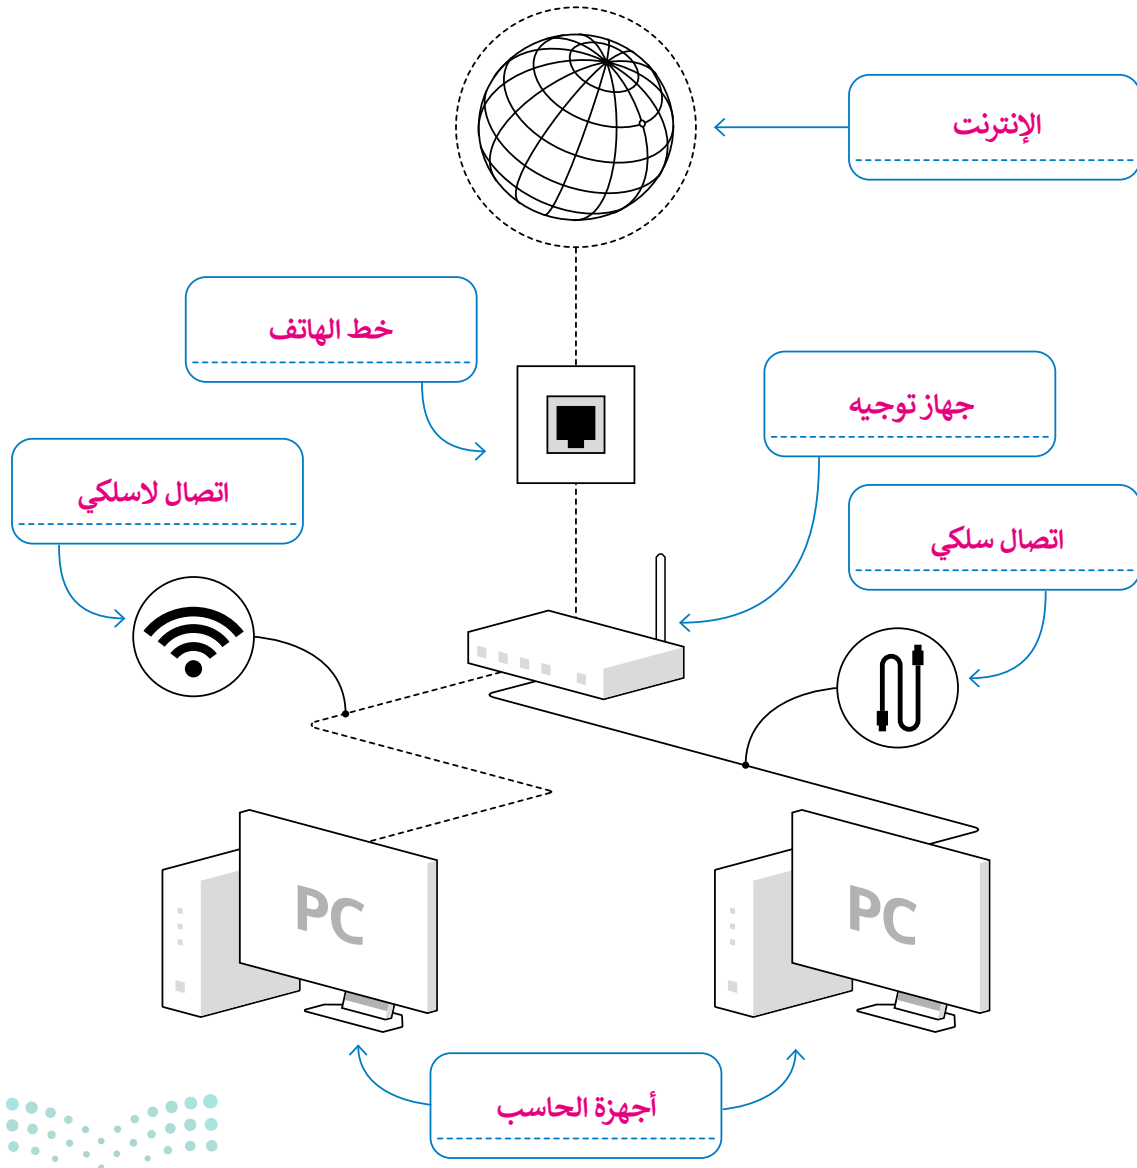 الإنترنت
خط الهاتف
جهاز توجيه
اتصال لاسلكي
اتصال سلكي
PC
PC
أجهزة الحاسب